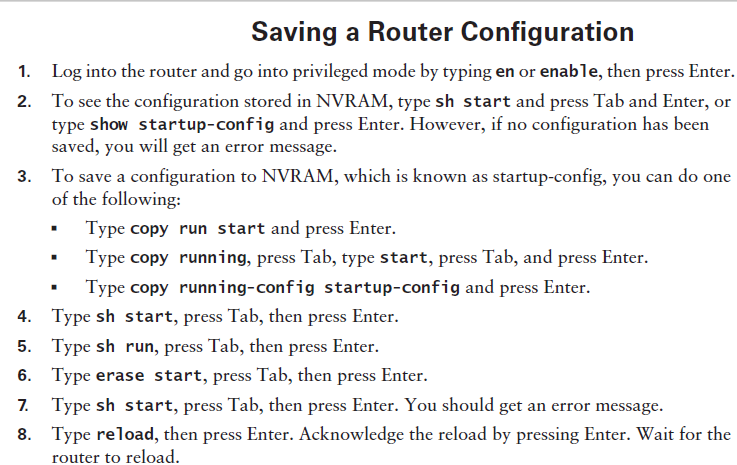 Saving a Router Configuration
1. Log into the router and go into privileged mode by typing en or enable, then press Enter.
2. To see the configuration stored in NVRAM, type sh start and press Tab and Enter, or
type show startup-config and press Enter. However, if no configuration has been
saved, you will get an error message.
3. To save a configuration to NVRAM, which is known as startup-config, you can do one
of the following:
▪ Type copy run start and press Enter.
▪ Type copy running, press Tab, type start, press Tab, and press Enter.
▪ Type copy running-config startup-config and press Enter.
4. Type sh start, press Tab, then press Enter.
5. Type sh run, press Tab, then press Enter.
6. Type erase start, press Tab, then press Enter.
7. Type sh start, press Tab, then press Enter. You should get an error message.
8. Type reload, then press Enter. Acknowledge the reload by pressing Enter. Wait for the
router to reload.